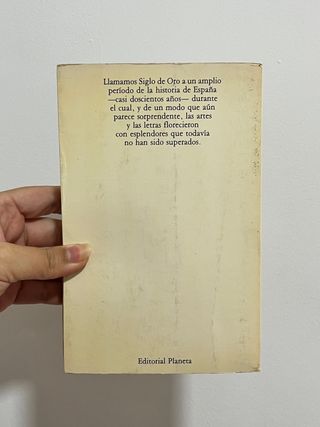 Llamamos Siglo de Oro a un amplio
período de la historia de España
—casi doscientos años— durante
el cual, y de un modo que aún
parece sorprendente, las artes
y las letras florecieron
con esplendores que todavía
no han sido superados.
Editorial Planeta